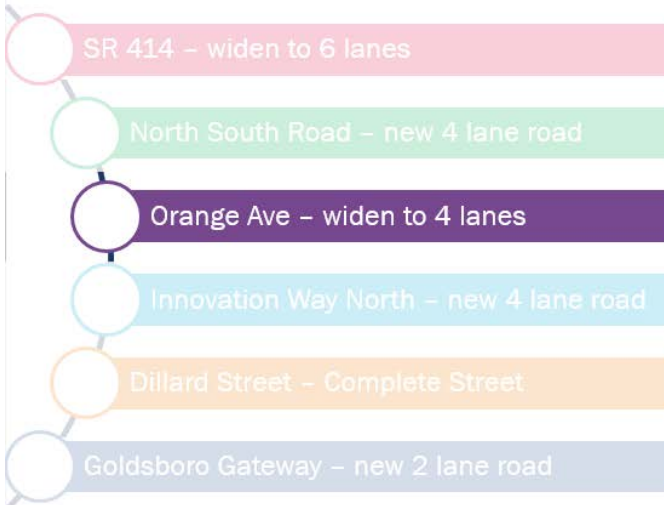 SR 414 – widen to 6 lanes
North South Road – new 4 lane road
Orange Ave – widen to 4 lanes
Innovation Way North – new 4 lane road
Dillard Street – Complete Street
Goldsboro Gateway – new 2 lane road